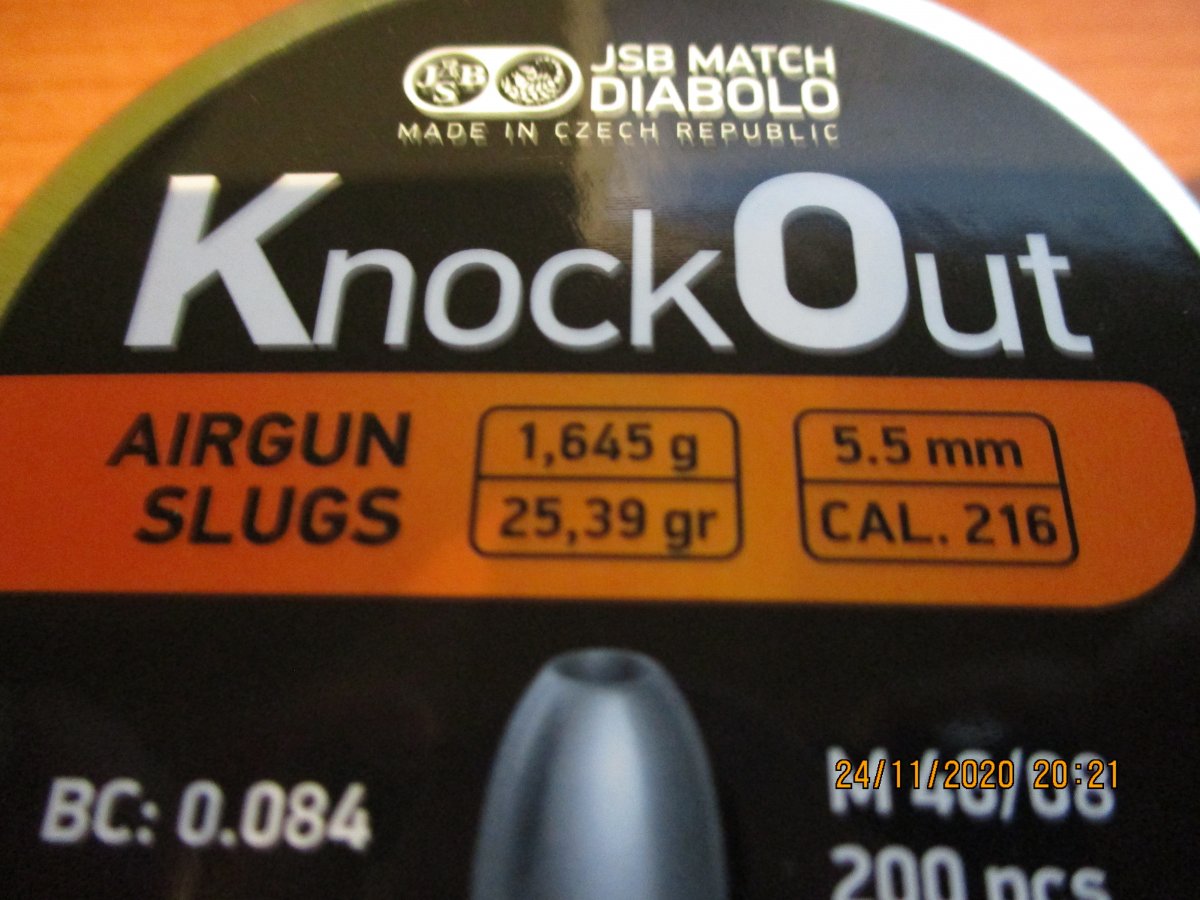 JSB
JSB MATCH
DIABOLO
MADE IN CZECH REPUBLIC
KnockOut
AIRGUN
SLUGS
1,645 g
25,39 gr
5.5 mm
CAL. 216
BC: 0.084
24/11/2020 20:21
200 pcs